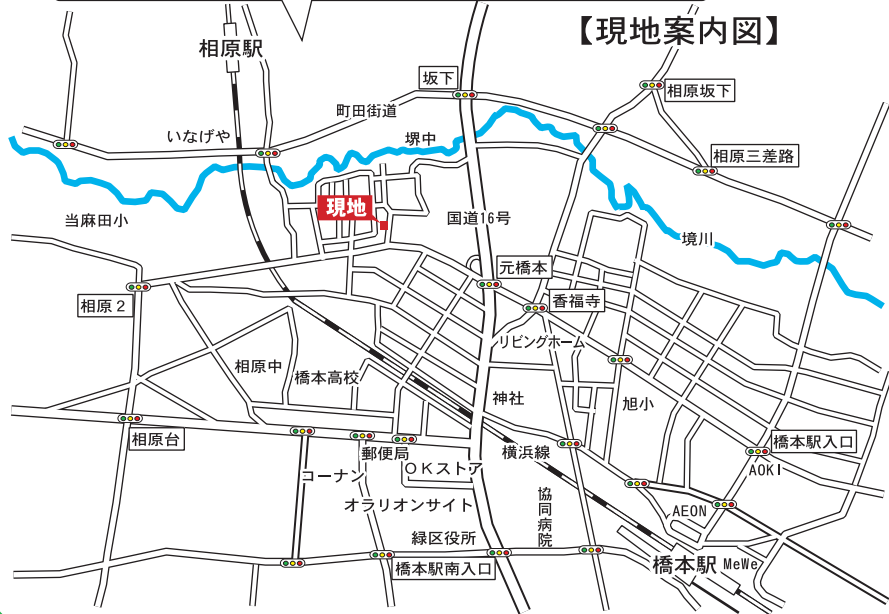 【現地案内図】
相原駅
坂下
相原坂下
町田街道
いなげや
堺中
相原三差路
現地
当麻田小
国道16号
境川
元橋本
相原2
香福寺
リビングホーム
相原中
橋本高校
神社
旭小
相原台
郵便局
横浜線
橋本駅入口
OKストア
コーナン
AOKI
オラリオンサイト
協同病院
AEON
緑区役所
橋本駅南入口
橋本駅
MeWe